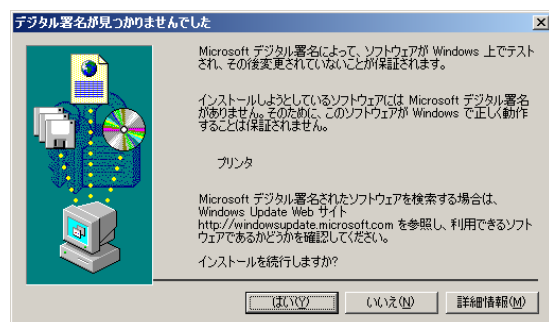 デジタル署名が見つかりませんでした
Microsoft デジタル署名によって、ソフトウェアが Windows 上でテスト
され、その後変更されていないことが保証されます。
インストールしようとしているソフトウェアには Microsoft デジタル署名
がありません。そのために、このソフトウェアが Windows で正しく動作
することは保証されません。
プリンタ
Microsoft デジタル署名されたソフトウェアを検索する場合は、
Windows Update Web サイト
http://windowsupdate.microsoft.com を参照し、利用できるソフト
ウェアであるかどうかを確認してください。
インストールを続行しますか?
はい(Y) いいえ(N) 詳細情報(M)